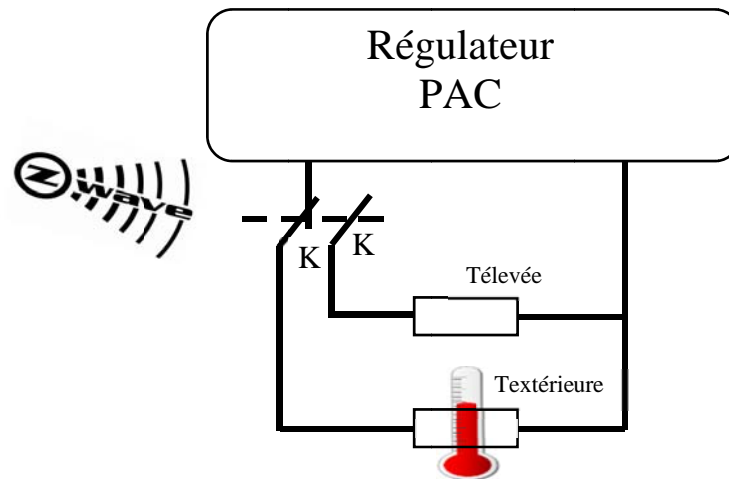 Régulateur
PAC
Z wave
K K
Télevée
Textérieure